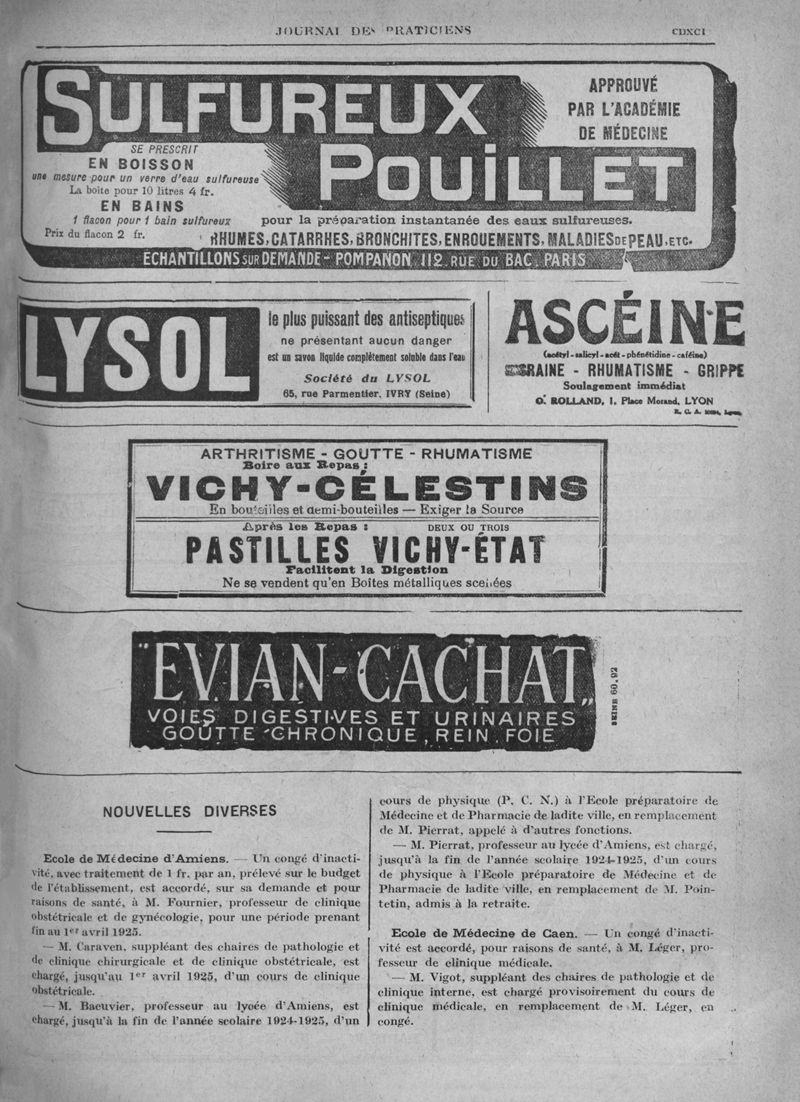 JOURNAL DES PRATICIENS
CDXCI
SULFUREUX
POUILLET
APPROUVÉ
PAR L'ACADÉMIE
DE MÉDECINE
SE PRESCRIT
EN BOISSON
une mesure pour un verre d'eau sulfureuse
La boite pour 10 litres 4 fr.
EN BAINS
1 flacon pour 1 bain sulfureux
Prix du flacon 2 fr.
pour la préparation instantanée des eaux sulfureuses.
RHUMES, CATARRHES, BRONCHITES, ENROUEMENTS, MALADIES DE PEAU, ETC.
ECHANTILLONS SUR DEMANDE - POMPANON, 112, RUE DU BAC, PARIS
LYSOL
le plus puissant des antiseptiques
ne présentant aucun danger
est un savon liquide complètement soluble dans l'eau
Société du LYSOL
65, rue Parmentier, IVRY (Seine)
ASCÉINE
(acétyl-salicyl-acét-phénétidine-caféine)
RAINE - RHUMATISME - GRIPPE
Soulagement immédiat
O. ROLLAND, 1, Place Morand, LYON
R. C. A. Lyon
ARTHRITISME - GOUTTE - RHUMATISME
Boire aux Repas :
VICHY-CÉLESTINS
En bouteilles et demi-bouteilles — Exiger la Source
Après les Repas : DEUX OU TROIS
PASTILLES VICHY-ÉTAT
Facilitent la Digestion
Ne se vendent qu'en Boîtes métalliques scellées
"EVIAN-CACHAT"
VOIES DIGESTIVES ET URINAIRES
GOUTTE CHRONIQUE, REIN, FOIE
NOUVELLES DIVERSES
Ecole de Médecine d'Amiens. — Un congé d'inacti-
vité, avec traitement de 1 fr. par an, prélevé sur le budget
de l'établissement, est accordé, sur sa demande et pour
raisons de santé, à M. Fournier, professeur de clinique
obstétricale et de gynécologie, pour une période prenant
fin au 1er avril 1925.
— M. Caraven, suppléant des chaires de pathologie et
de clinique chirurgicale et de clinique obstétricale, est
chargé, jusqu'au 1er avril 1925, d'un cours de clinique
obstétricale.
— M. Baeuvier, professeur au lycée d'Amiens, est
chargé, jusqu'à la fin de l'année scolaire 1924-1925, d'un
cours de physique (P. C. N.) à l'Ecole préparatoire de
Médecine et de Pharmacie de ladite ville, en remplacement
de M. Pierrat, appelé à d'autres fonctions.
— M. Pierrat, professeur au lycée d'Amiens, est chargé,
jusqu'à la fin de l'année scolaire 1924-1925, d'un cours
de physique à l'Ecole préparatoire de Médecine et de
Pharmacie de ladite ville, en remplacement de M. Poin-
tetin, admis à la retraite.
Ecole de Médecine de Caen. — Un congé d'inacti-
vité est accordé, pour raisons de santé, à M. Léger, pro-
fesseur de clinique médicale.
— M. Vigot, suppléant des chaires de pathologie et de
clinique interne, est chargé provisoirement du cours de
clinique médicale, en remplacement de M. Léger, en
congé.